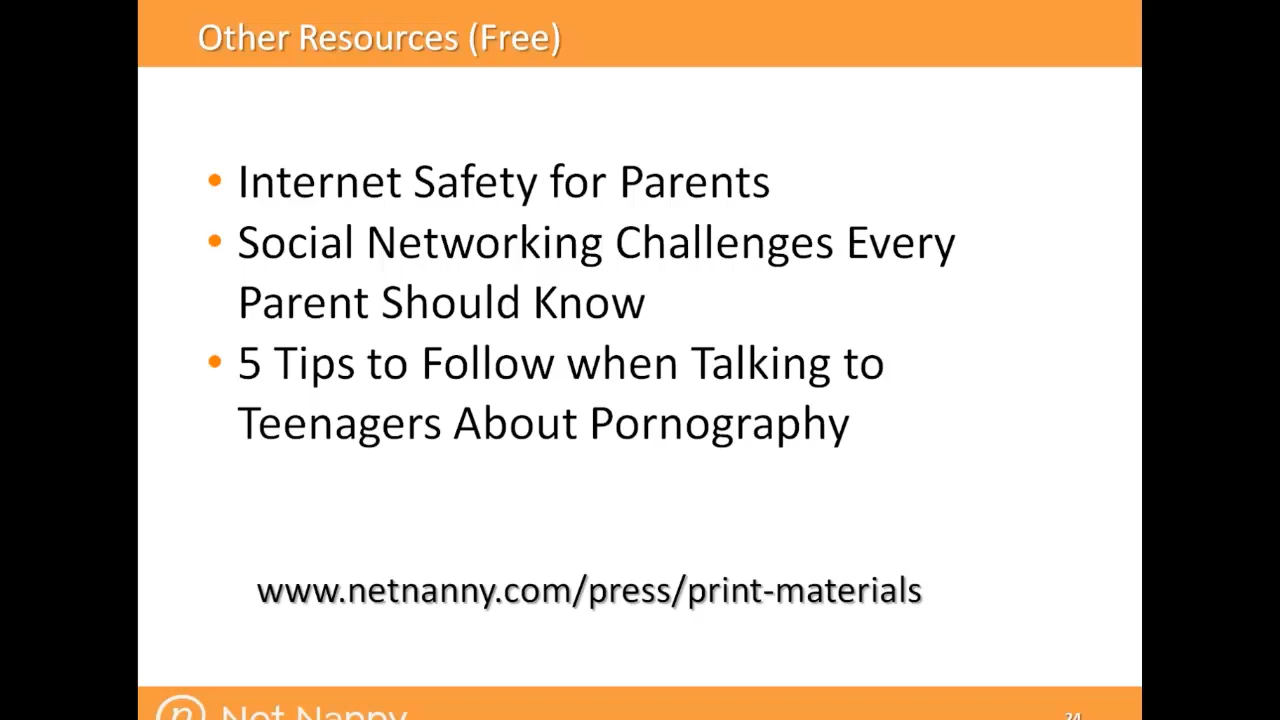 Other Resources (Free)
• Internet Safety for Parents
• Social Networking Challenges Every
Parent Should Know
• 5 Tips to Follow when Talking to
Teenagers About Pornography
www.netnanny.com/press/print-materials
n Net Nanny
24